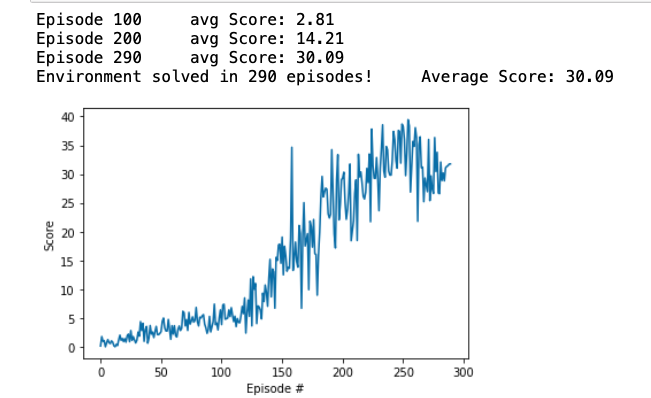 Episode 100     avg Score: 2.81
Episode 200     avg Score: 14.21
Episode 290     avg Score: 30.09
Environment solved in 290 episodes!     Average Score: 30.09
40
35
30
25
20
15
10
5
0
Score
0 50 100 150 200 250 300
Episode #